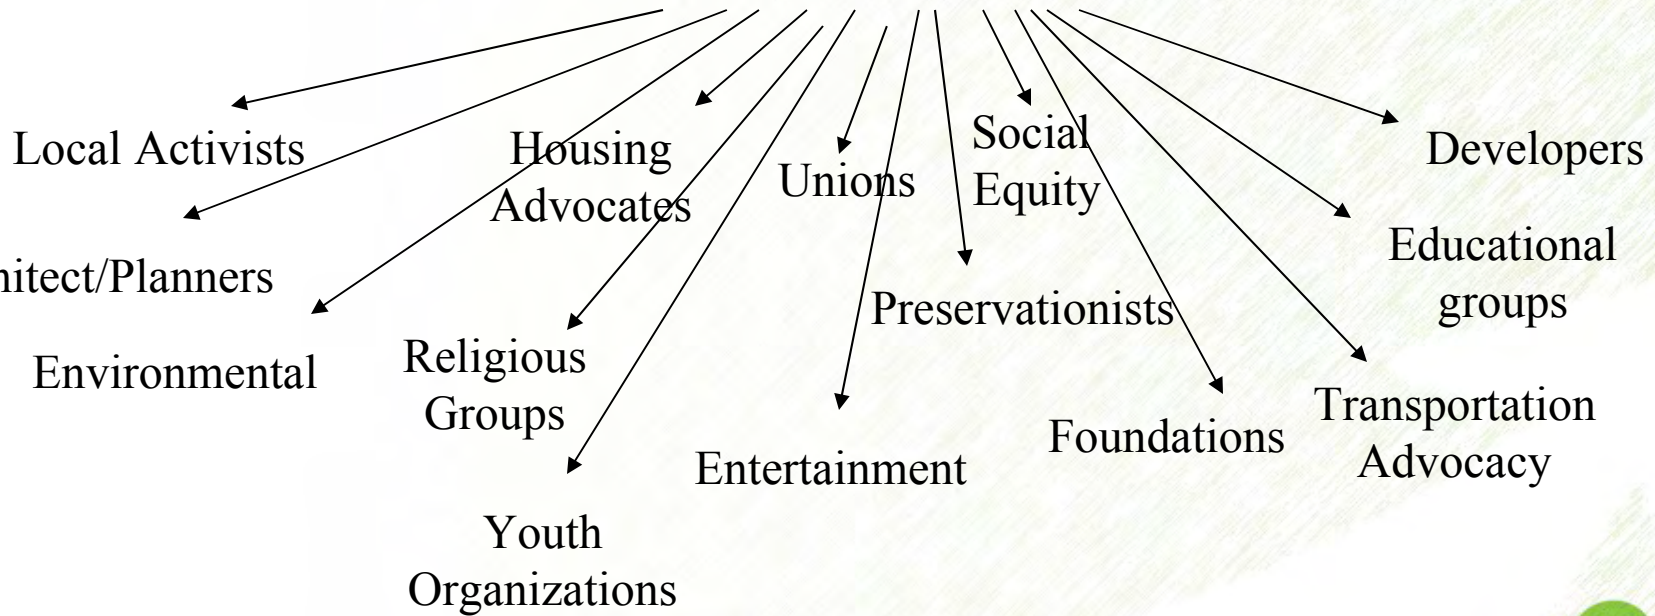 Local Activists
Housing
Advocates
Unions
Social
Equity
Developers
hitect/Planners
Environmental
Religious
Groups
Preservationists
Educational
groups
Entertainment
Foundations
Transportation
Advocacy
Youth
Organizations